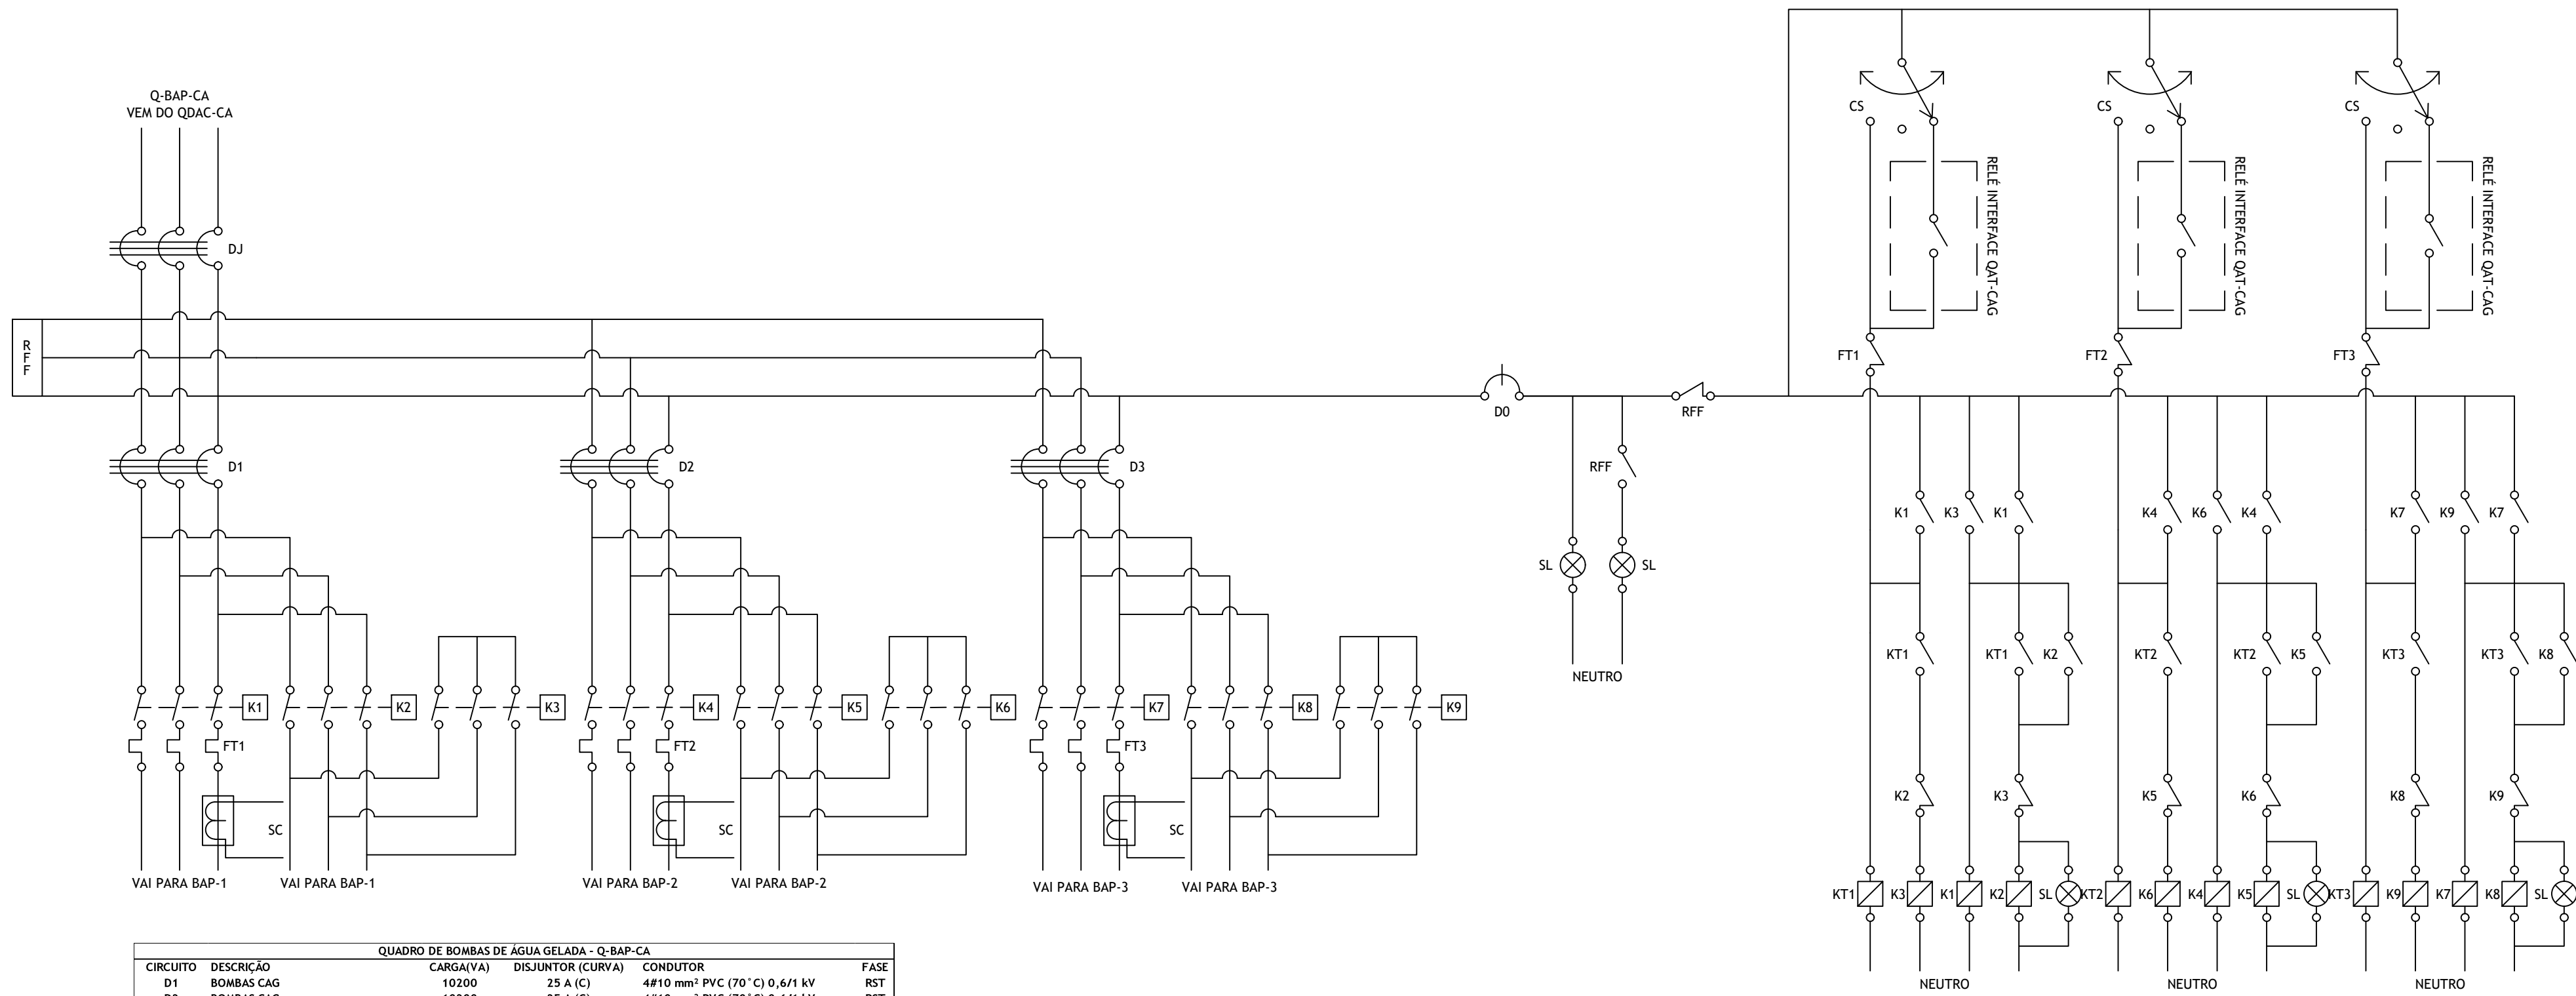 Q-BAP-CA
VEM DO QDAC-CA
DJ
R
F
F
D1
D2
D3
D0
RFF
RFF
SL
SL
NEUTRO
CS
CS
CS
RELÉ INTERFACE QAT-CAG
RELÉ INTERFACE QAT-CAG
RELÉ INTERFACE QAT-CAG
FT1
FT2
FT3
K1
K3
K1
K4
K6
K4
K7
K9
K7
KT1
KT1
K2
KT2
KT2
K5
KT3
KT3
K8
K2
K3
K5
K6
K8
K9
KT1
K3
K1
K2
SL
KT2
K6
K4
K5
SL
KT3
K9
K7
K8
SL
NEUTRO
NEUTRO
NEUTRO
K1
K2
K3
K4
K5
K6
K7
K8
K9
FT1
FT2
FT3
SC
SC
SC
VAI PARA BAP-1
VAI PARA BAP-1
VAI PARA BAP-2
VAI PARA BAP-2
VAI PARA BAP-3
VAI PARA BAP-3
QUADRO DE BOMBAS DE ÁGUA GELADA - Q-BAP-CA
CIRCUITO DESCRIÇÃO CARGA(VA) DISJUNTOR (CURVA) CONDUTOR FASE
D1 BOMBAS CAG 10200 25 A (C) 4#10 mm² PVC (70°C) 0,6/1 kV RST